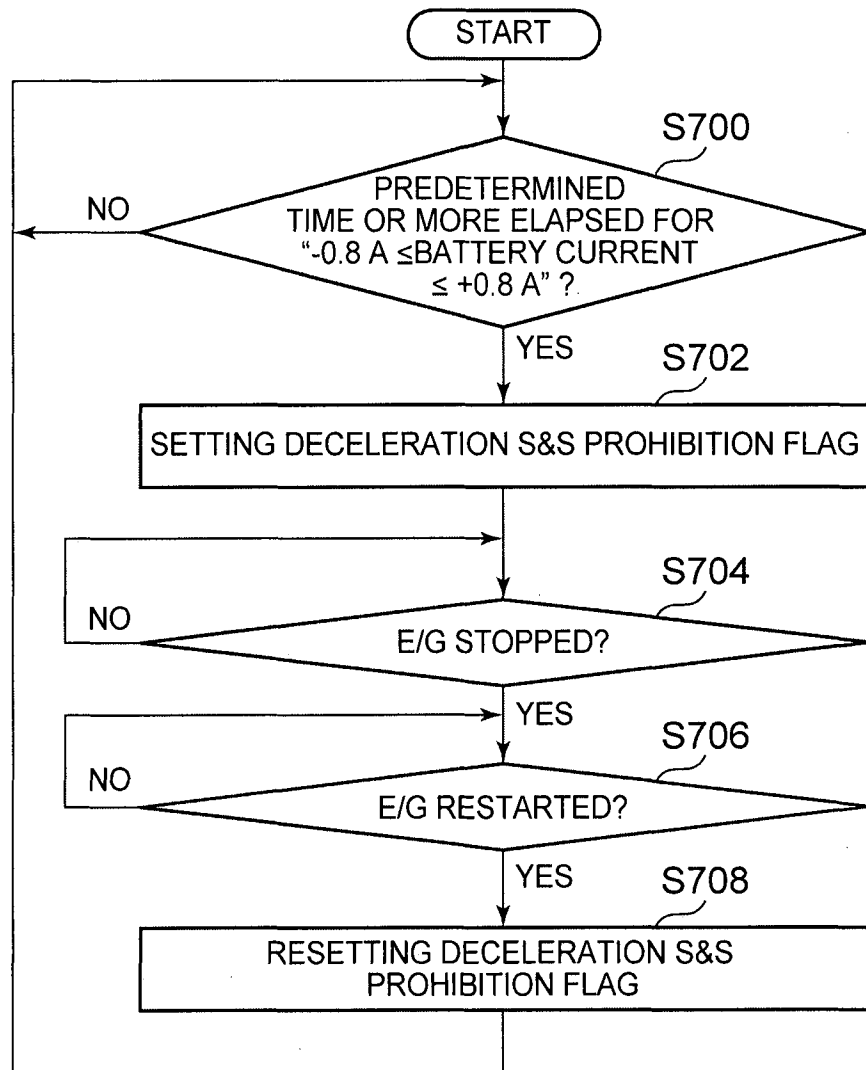 START
S700
PREDETERMINED
TIME OR MORE ELAPSED FOR
“-0.8 A ≤BATTERY CURRENT
≤ +0.8 A” ?
NO
YES
S702
SETTING DECELERATION S&S PROHIBITION FLAG
S704
E/G STOPPED?
NO
YES
S706
E/G RESTARTED?
NO
YES
S708
RESETTING DECELERATION S&S
PROHIBITION FLAG